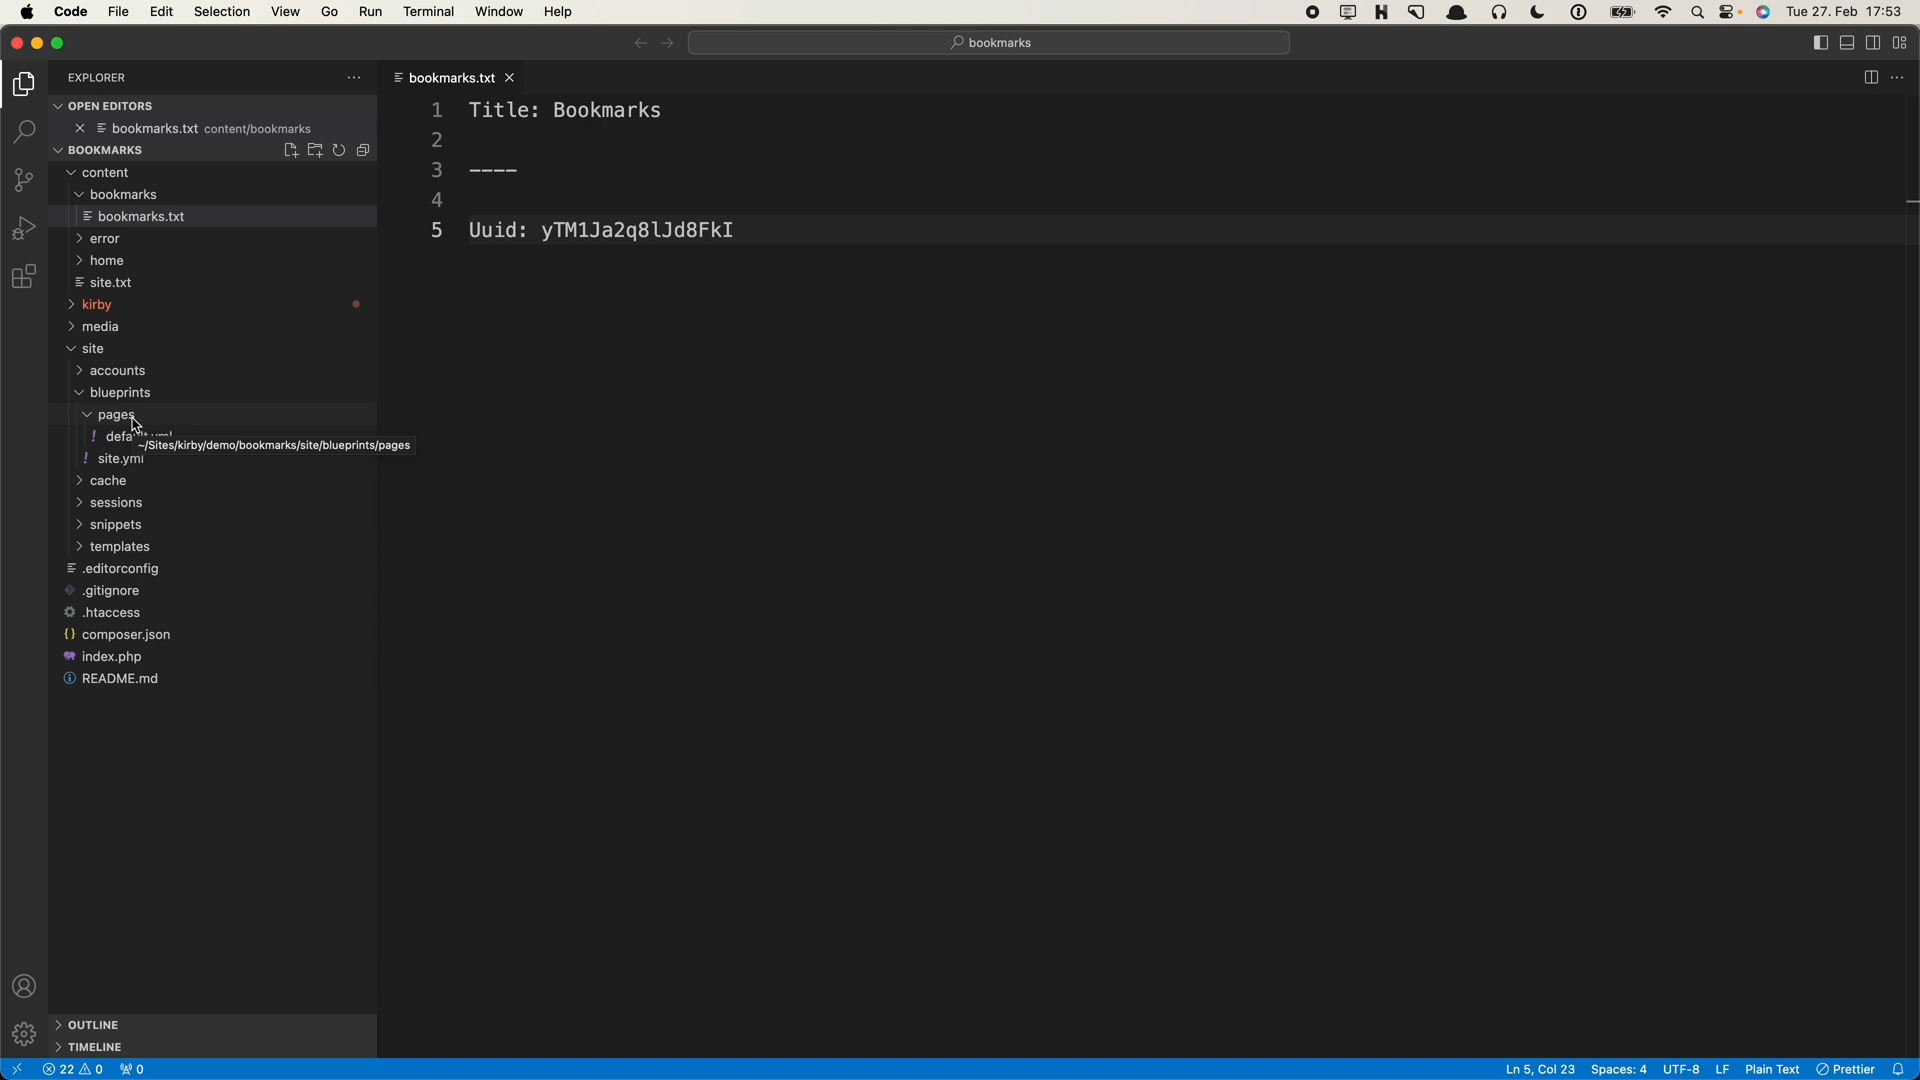 Code File Edit Selection View Go Run Terminal Window Help Tue 27. Feb 17:53
bookmarks
EXPLORER
bookmarks.txt
OPEN EDITORS
bookmarks.txt content/bookmarks
BOOKMARKS
content
bookmarks
bookmarks.txt
error
home
site.txt
kirby
media
site
accounts
blueprints
pages
default.yml
~/Sites/kirby/demo/bookmarks/site/blueprints/pages
site.yml
cache
sessions
snippets
templates
.editorconfig
.gitignore
.htaccess
composer.json
index.php
README.md
OUTLINE
TIMELINE
1 Title: Bookmarks
2
3 ----
4
5 Uuid: yTM1Ja2q8lJd8FkI
22 0 0 Ln 5, Col 23 Spaces: 4 UTF-8 LF Plain Text Prettier